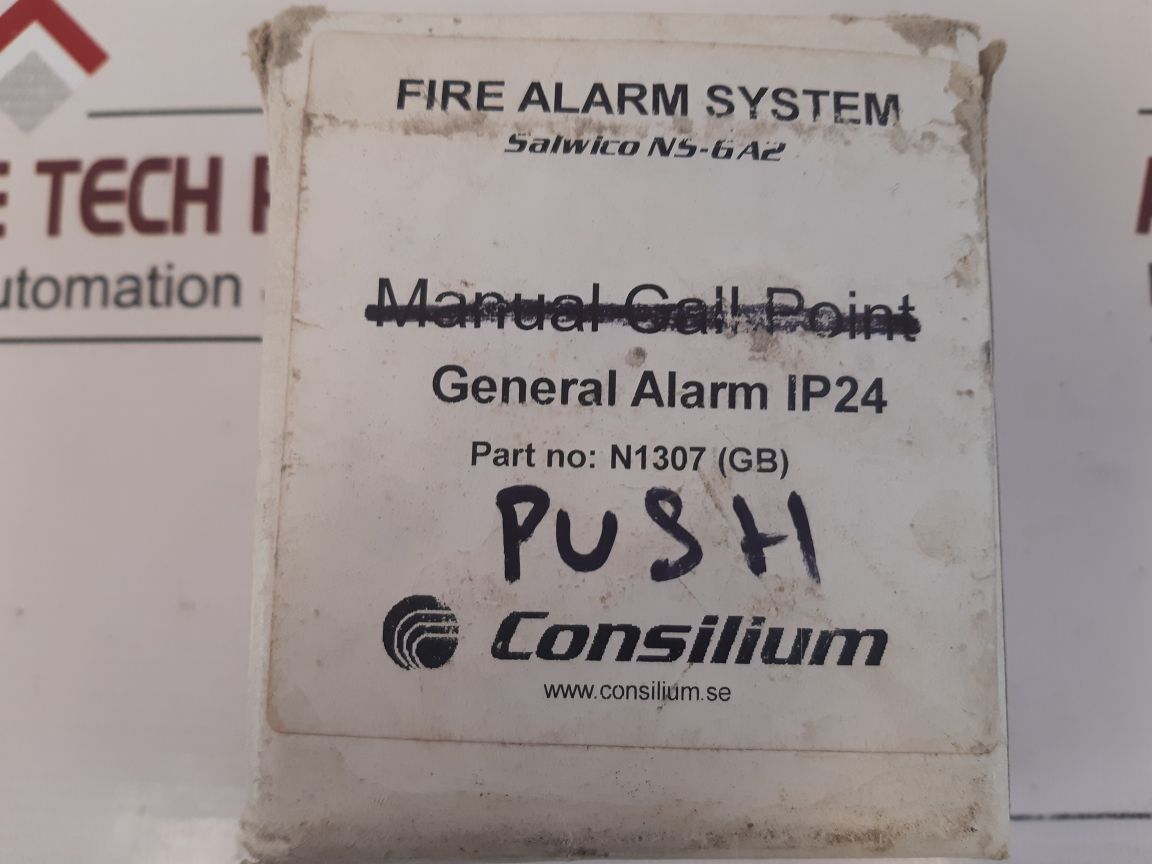 FIRE ALARM SYSTEM
Salwico NS-6A2
Manual Call Point
General Alarm IP24
Part no: N1307 (GB)
PUSH
Consilium
www.consilium.se
TECH